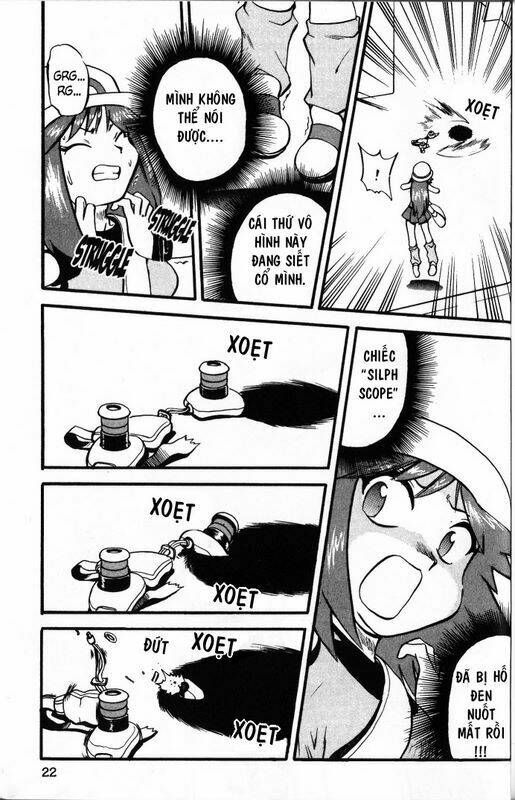 XOẸT
!
MÌNH KHÔNG
THỂ NÓI
ĐƯỢC....
CÁI THỨ VÔ
HÌNH NÀY
ĐANG SIẾT
CỔ MÌNH.
GRG...
RG...
STRUGGLE
STRUGGLE
CHIẾC
"SILPH
SCOPE"
...
ĐÃ BỊ HỐ
ĐEN
NUỐT
MẤT RỒI
!!!
XOẸT
XOẸT
XOẸT
ĐỨT
XOẸT
XOẸT
22